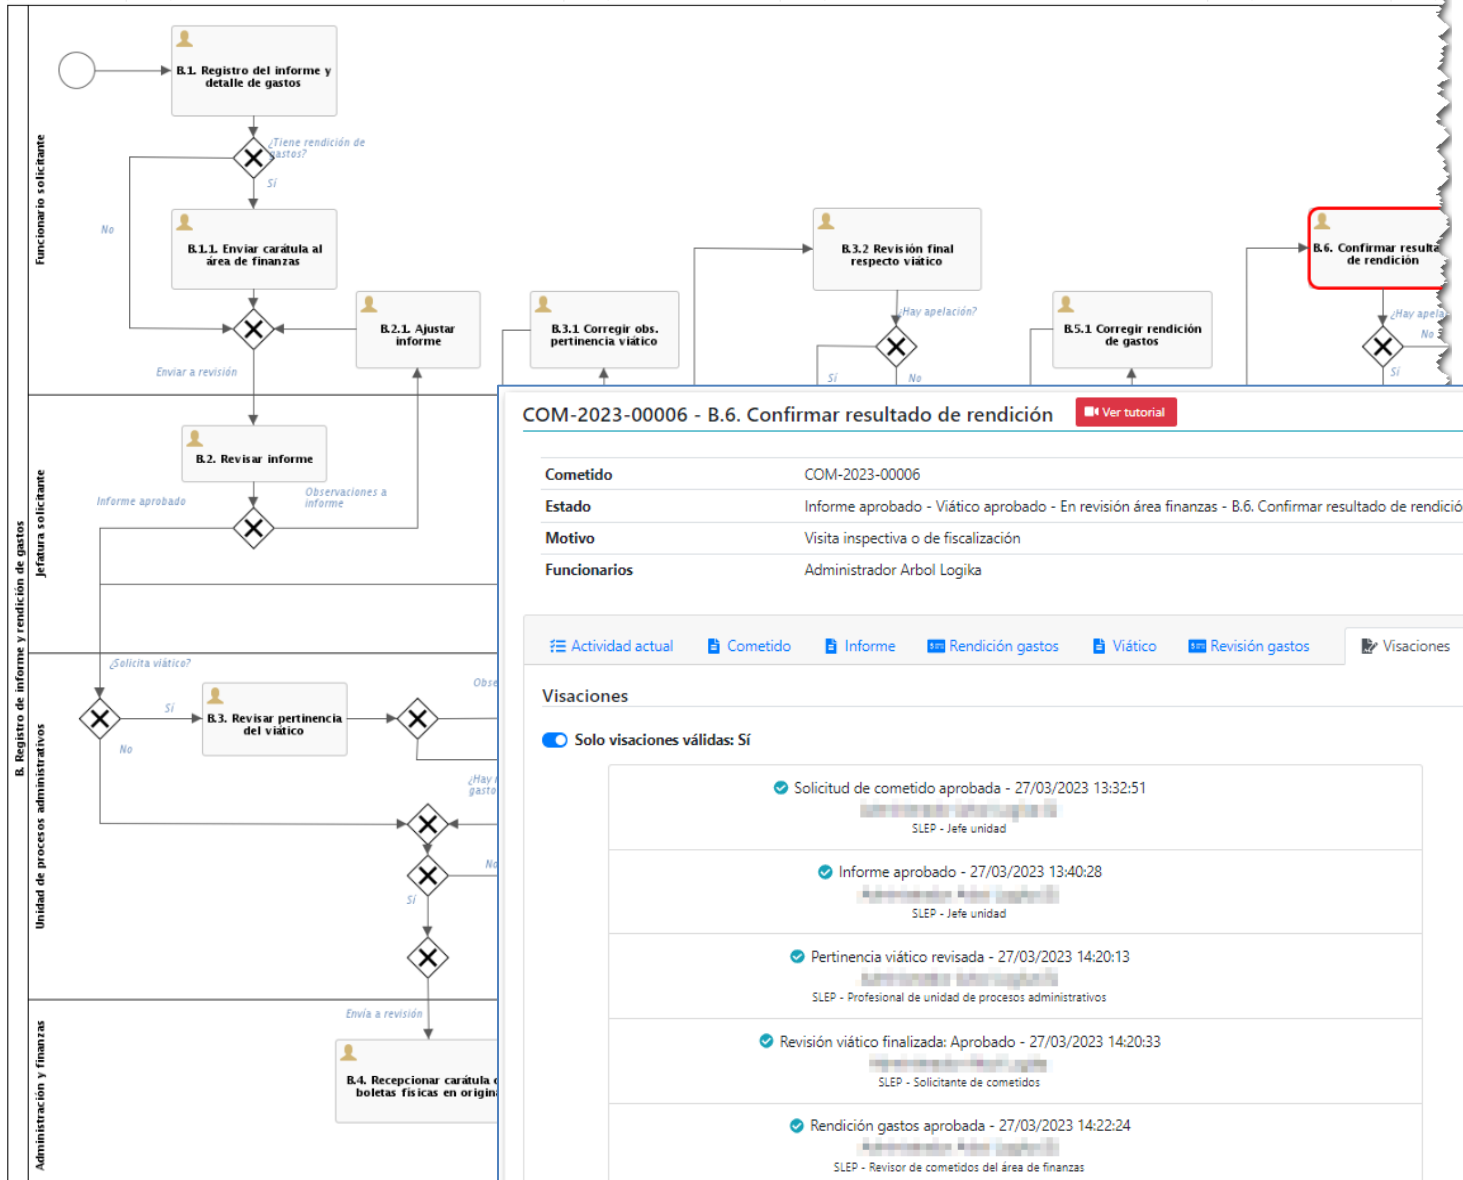 B. Registro de informe y rendición de gastos
Funcionario solicitante
B.1. Registro del informe y
detalle de gastos
¿Tiene rendición de
gastos?
Sí
No
B.1.1. Enviar carátula al
área de finanzas
B.2.1. Ajustar
informe
B.3.1 Corregir obs.
pertinencia viático
B.3.2 Revisión final
respecto viático
¿Hay apelación?
Sí
No
B.5.1 Corregir rendición
de gastos
B.6. Confirmar
de rendición
¿Hay
No
Sí
Enviar a revisión
Jefatura solicitante
B.2. Revisar informe
Informe aprobado
Observaciones a
informe
Unidad de procesos administrativos
¿Solicita viático?
Sí
No
B.3. Revisar pertinencia
del viático
¿Hay
No
Sí
Administración y finanzas
Envía a revisión
B.4. Recepcionar carátula
boletas físicas en
COM-2023-00006 - B.6. Confirmar resultado de rendición
Ver tutorial
Cometido COM-2023-00006
Estado Informe aprobado - Viático aprobado - En revisión área finanzas - B.6. Confirmar resultado de
Motivo Visita inspectiva o de fiscalización
Funcionarios Administrador Arbol Logika
Actividad actual Cometido Informe Rendición gastos Viático Revisión gastos Visaciones
Visaciones
Solo visaciones válidas: Sí
Solicitud de cometido aprobada - 27/03/2023 13:32:51
SLEP - Jefe unidad
Informe aprobado - 27/03/2023 13:40:28
SLEP - Jefe unidad
Pertinencia viático revisada - 27/03/2023 14:20:13
SLEP - Profesional de unidad de procesos administrativos
Revisión viático finalizada: Aprobado - 27/03/2023 14:20:33
SLEP - Solicitante de cometidos
Rendición gastos aprobada - 27/03/2023 14:22:24
SLEP - Revisor de cometidos del área de finanzas